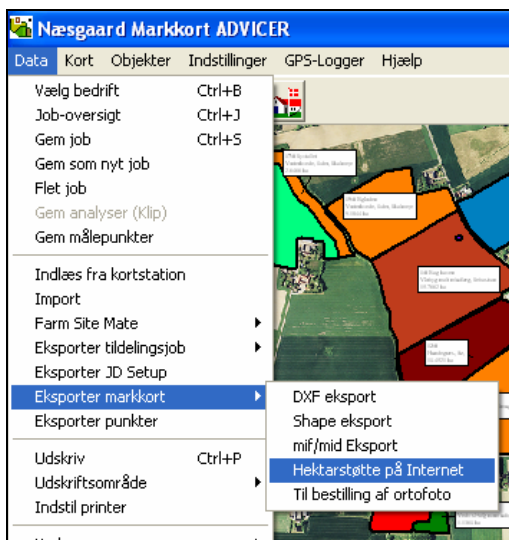 Næsgaard Markkort ADVICER
Data Kort Objekter Indstillinger GPS-Logger Hjælp
Vælg bedrift Ctrl+B
Job-oversigt Ctrl+J
Gem job Ctrl+S
Gem som nyt job
Flet job
Gem analyser (Klip)
Gem målepunkter
Indlæs fra kortstation
Import
Farm Site Mate
Eksporter tildelingsjob
Eksporter JD Setup
Eksporter markkort
Eksporter punkter
Udskriv Ctrl+P
Udskriftsområde
Indstil printer
DXF eksport
Shape eksport
mif/mid Eksport
Hektarstøtte på Internet
Til bestilling af ortofoto